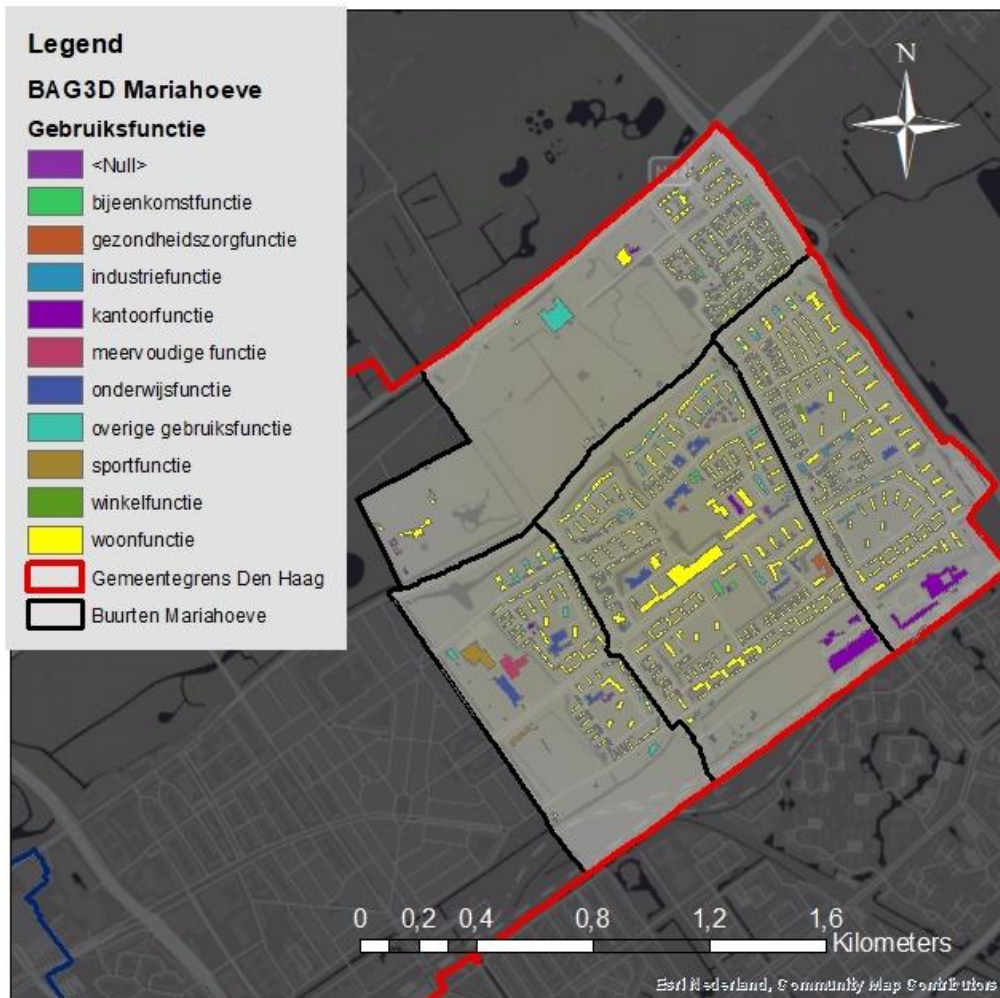 Legend
BAG3D Mariahoeve
Gebruiksfunctie
<Null>
bijeenkomstfunctie
gezondheidszorgfunctie
industriefunctie
kantoorfunctie
meervoudige functie
onderwijsfunctie
overige gebruiksfunctie
sportfunctie
winkelfunctie
woonfunctie
Gemeentegrens Den Haag
Buurten Mariahoeve
N
0 0,2 0,4 0,8 1,2 1,6
Kilometers
Esri Nederland, Community Map Contributors